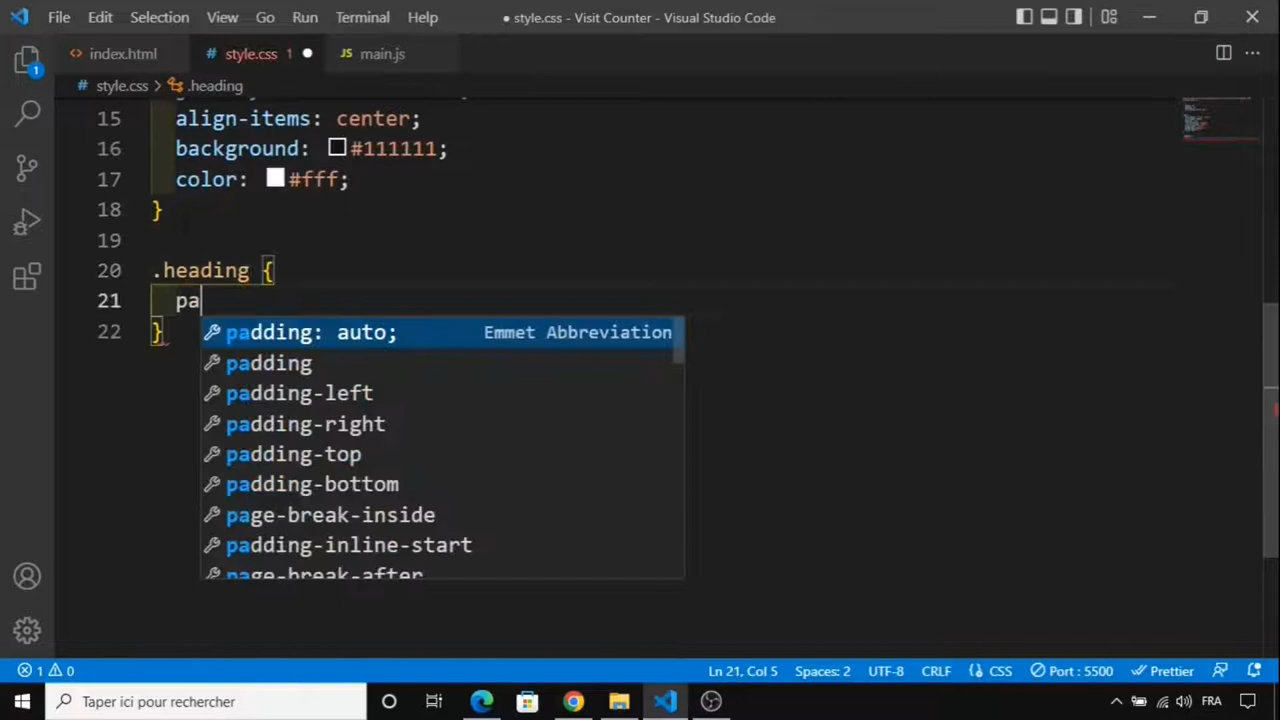 File Edit Selection View Go Run Terminal Help ● style.css - Visit Counter - Visual Studio Code
<> index.html # style.css 1 ● JS main.js ...
# style.css > .heading
15 align-items: center;
16 background: #111111;
17 color: #fff;
18 }
19
20 .heading {
21 pa
22 }
padding: auto; Emmet Abbreviation
padding
padding-left
padding-right
padding-top
padding-bottom
page-break-inside
padding-inline-start
page-break-after
1
1 0 Ln 21, Col 5 Spaces: 2 UTF-8 CRLF {} CSS Port : 5500 Prettier
Taper ici pour rechercher FRA